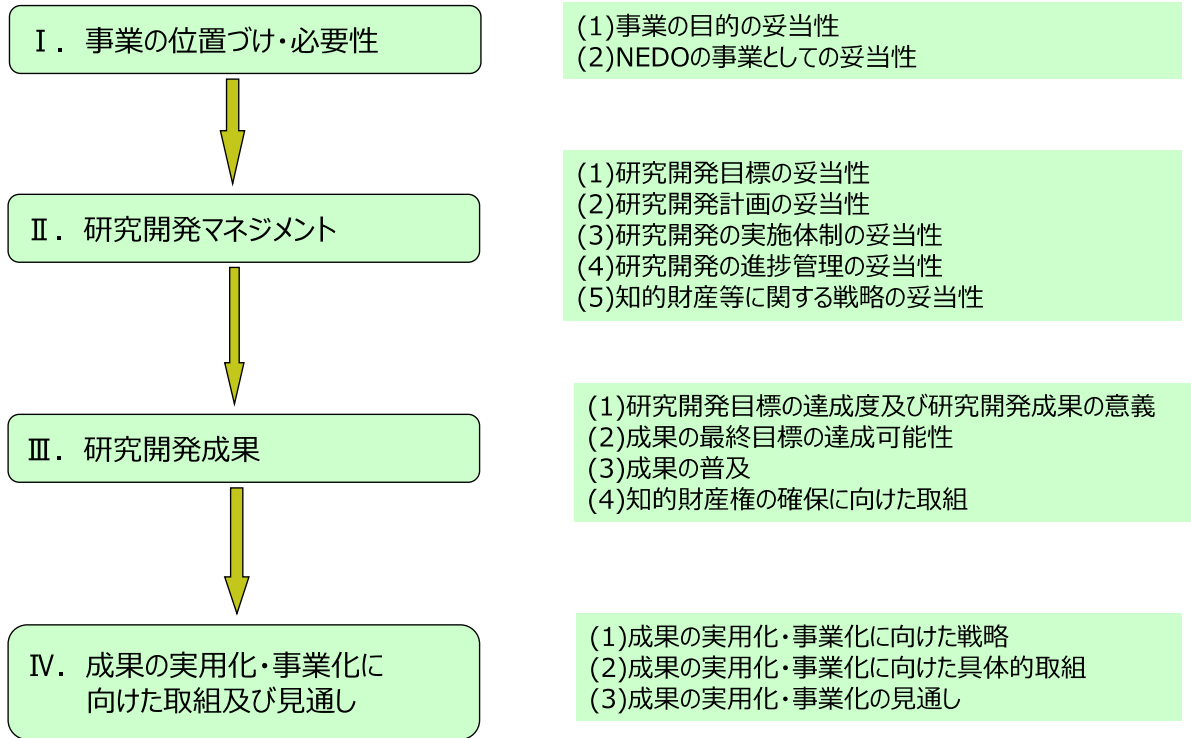 Ⅰ．事業の位置づけ・必要性
(1)事業の目的の妥当性
(2)NEDOの事業としての妥当性
Ⅱ．研究開発マネジメント
(1)研究開発目標の妥当性
(2)研究開発計画の妥当性
(3)研究開発の実施体制の妥当性
(4)研究開発の進捗管理の妥当性
(5)知的財産等に関する戦略の妥当性
Ⅲ．研究開発成果
(1)研究開発目標の達成度及び研究開発成果の意義
(2)成果の最終目標の達成可能性
(3)成果の普及
(4)知的財産権の確保に向けた取組
Ⅳ．成果の実用化・事業化に
向けた取組及び見通し
(1)成果の実用化・事業化に向けた戦略
(2)成果の実用化・事業化に向けた具体的取組
(3)成果の実用化・事業化の見通し